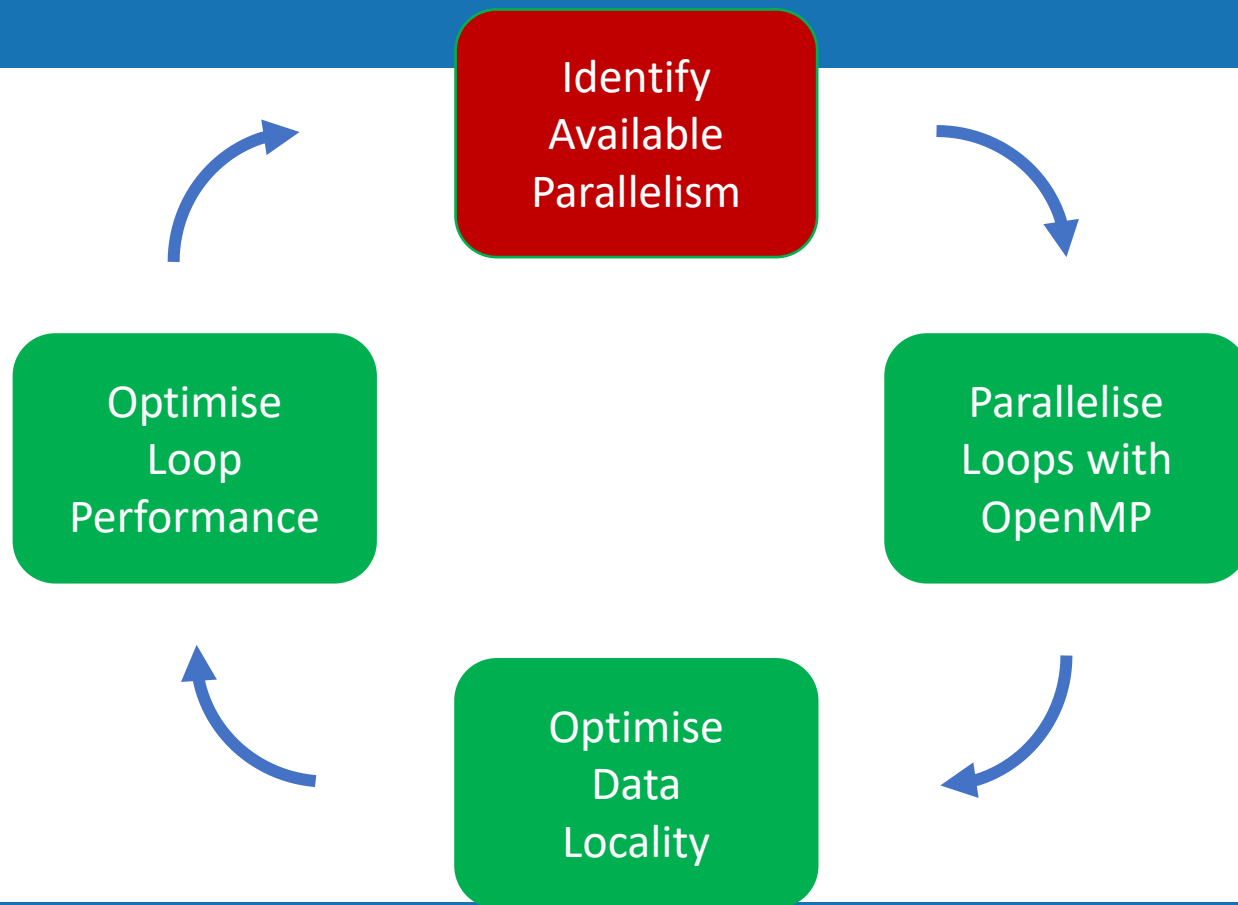 Identify
Available
Parallelism
Optimise
Loop
Performance
Parallelise
Loops with
OpenMP
Optimise
Data
Locality